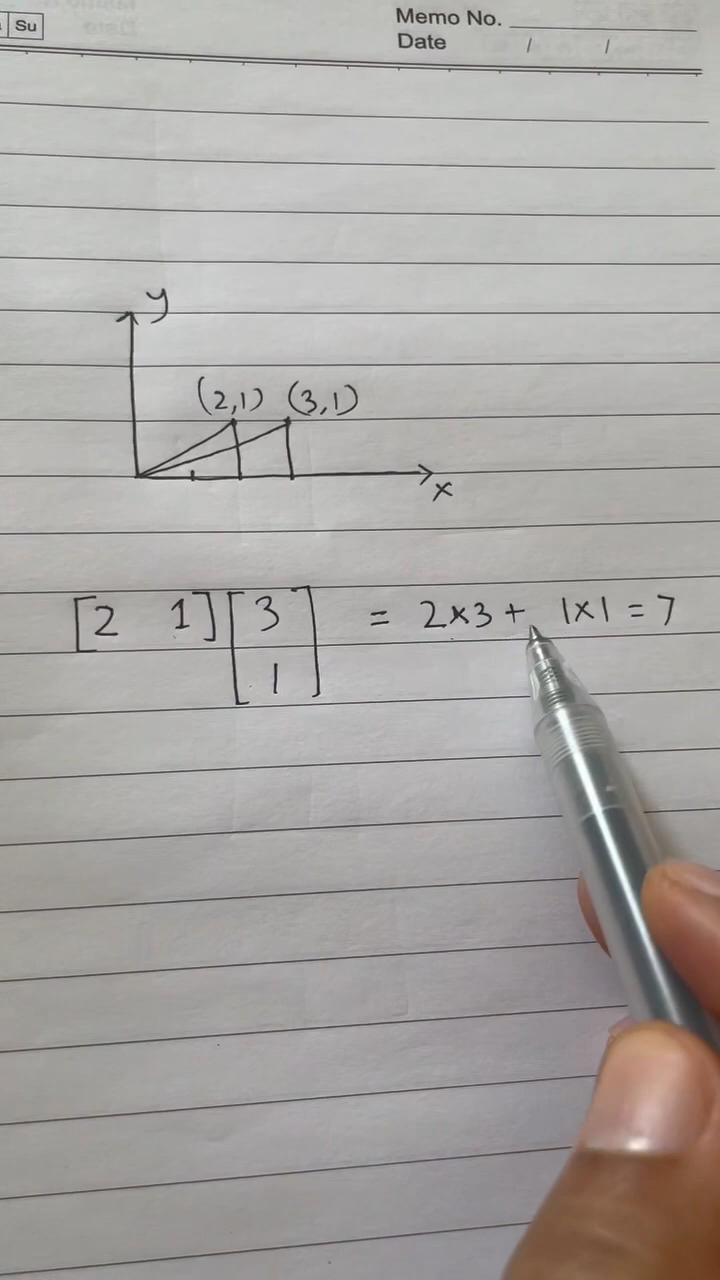 Su
Memo No.
Date / /
y
(2,1) (3,1)
x
[2 1] [3 = 2×3 + 1×1 = 7
1]